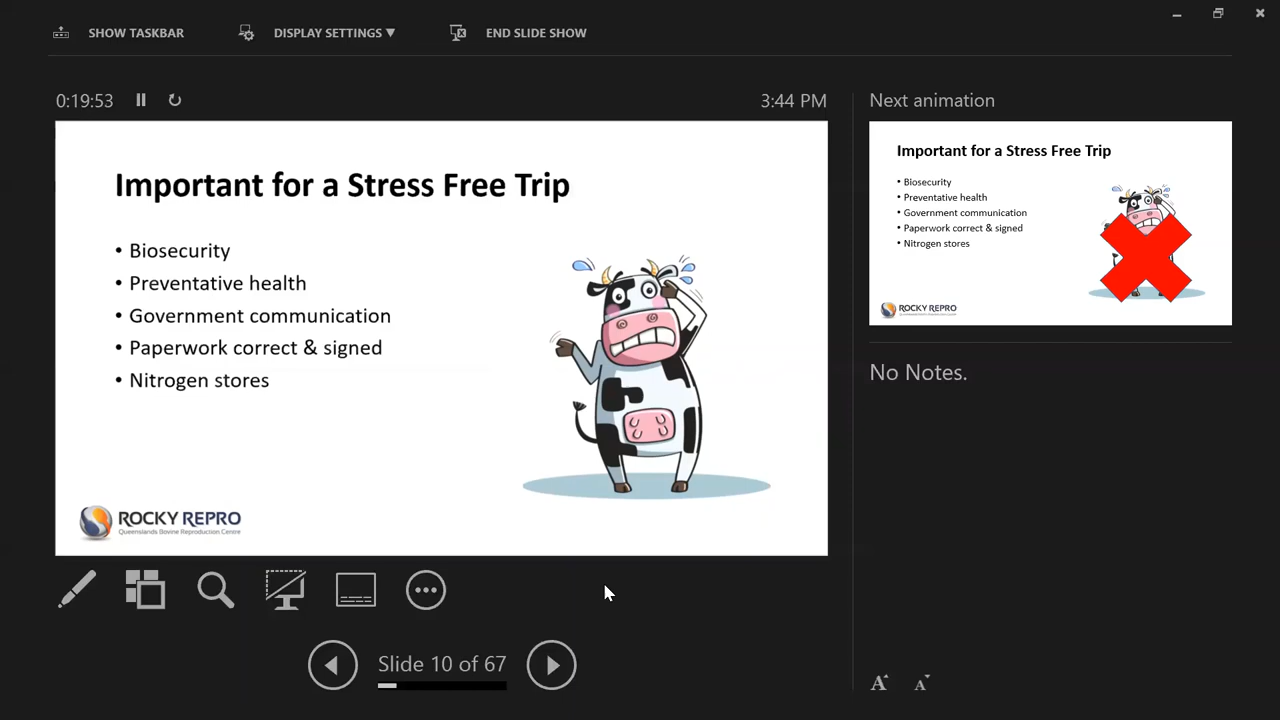 SHOW TASKBAR
DISPLAY SETTINGS ▼
END SLIDE SHOW
0:19:53
3:44 PM
Important for a Stress Free Trip
• Biosecurity
• Preventative health
• Government communication
• Paperwork correct & signed
• Nitrogen stores
ROCKY REPRO
Queenslands Bovine Reproduction Centre
Slide 10 of 67
Next animation
Important for a Stress Free Trip
• Biosecurity
• Preventative health
• Government communication
• Paperwork correct & signed
• Nitrogen stores
ROCKY REPRO
No Notes.
A A